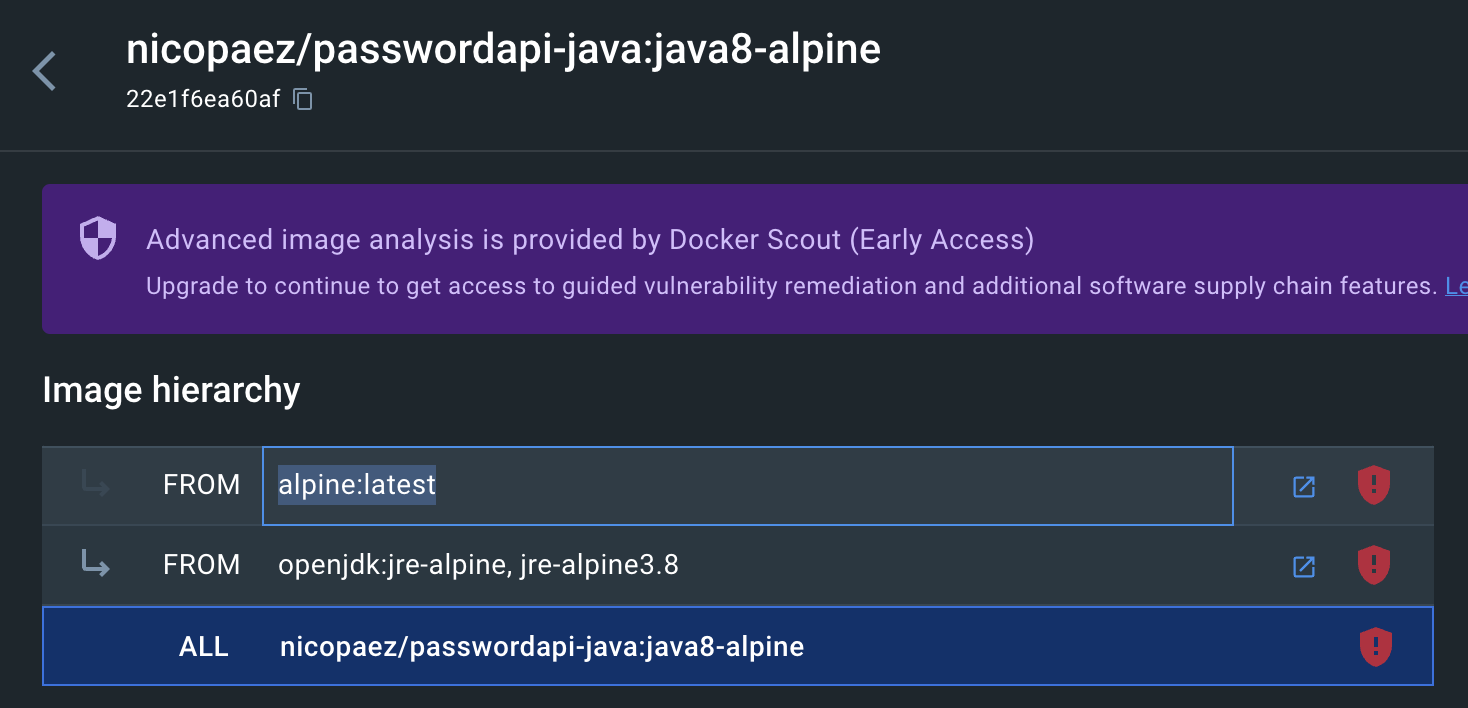 nicopaez/passwordapi-java:java8-alpine
22e1f6ea60af
Advanced image analysis is provided by Docker Scout (Early Access)
Upgrade to continue to get access to guided vulnerability remediation and additional software supply chain features. Le
Image hierarchy
FROM alpine:latest
FROM openjdk:jre-alpine, jre-alpine3.8
ALL nicopaez/passwordapi-java:java8-alpine